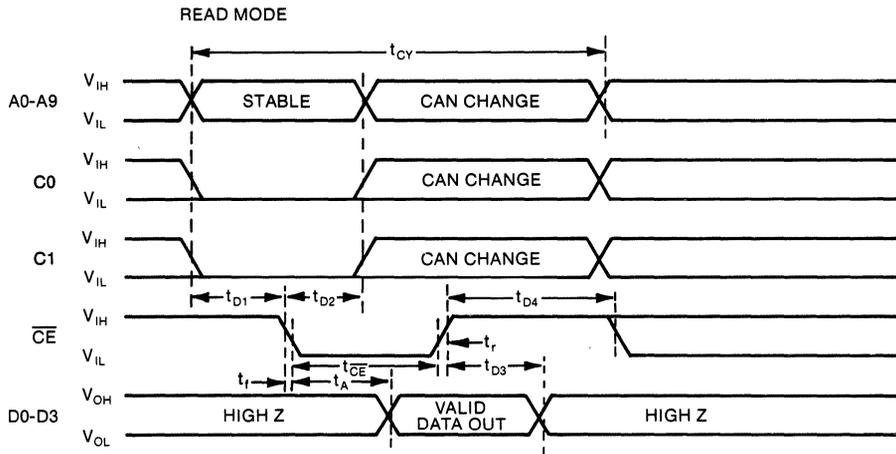 READ MODE
tCY
A0-A9
VIH
VIL
STABLE
CAN CHANGE
C0
VIH
VIL
CAN CHANGE
C1
VIH
VIL
CAN CHANGE
tD1
tD2
tD4
CE
VIH
VIL
tr
tCE
tD3
tf
tA
D0-D3
VOH
VOL
HIGH Z
VALID
DATA OUT
HIGH Z